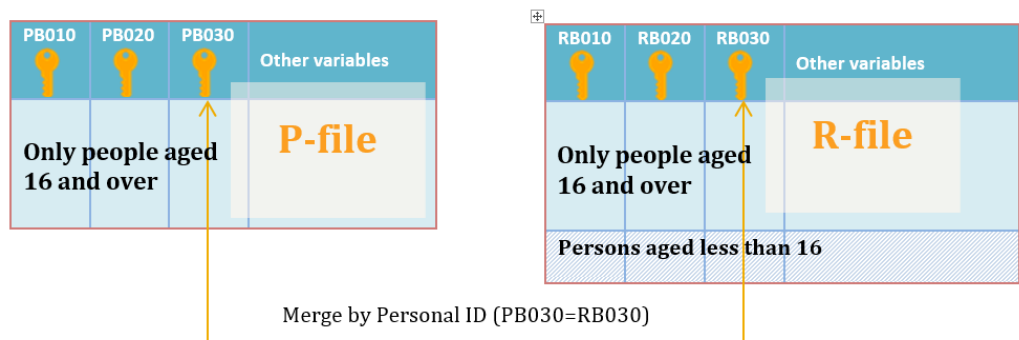 PB010 PB020 PB030
Other variables
P-file
Only people aged
16 and over
RB010 RB020 RB030
Other variables
R-file
Only people aged
16 and over
Persons aged less than 16
Merge by Personal ID (PB030=RB030)